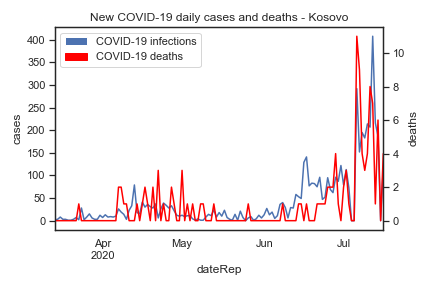 New COVID-19 daily cases and deaths - Kosovo
COVID-19 infections
COVID-19 deaths
400
350
300
250
200
150
100
50
0
cases
10
8
6
4
2
0
deaths
Apr
2020
May
Jun
Jul
dateRep